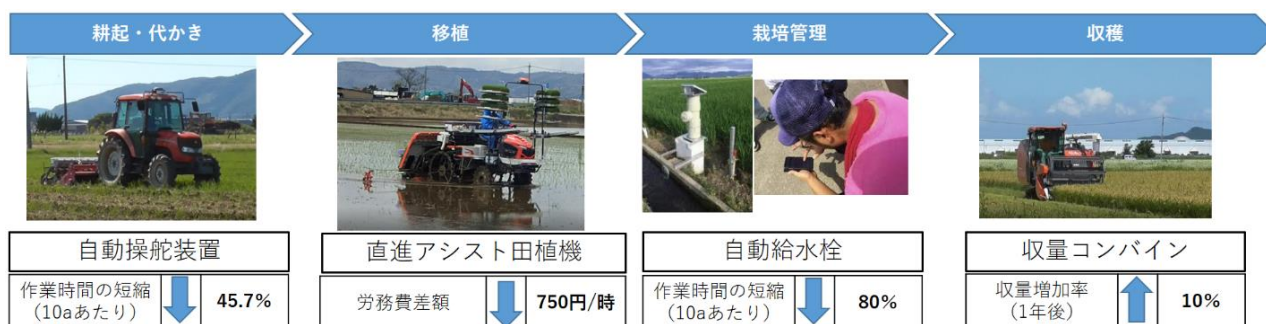 耕起・代かき
移植
栽培管理
収穫
自動操舵装置
直進アシスト田植機
自動給水栓
収量コンバイン
作業時間の短縮
(10aあたり)
45.7%
労務費差額
750円/時
作業時間の短縮
(10aあたり)
80%
収量増加率
(1年後)
10%